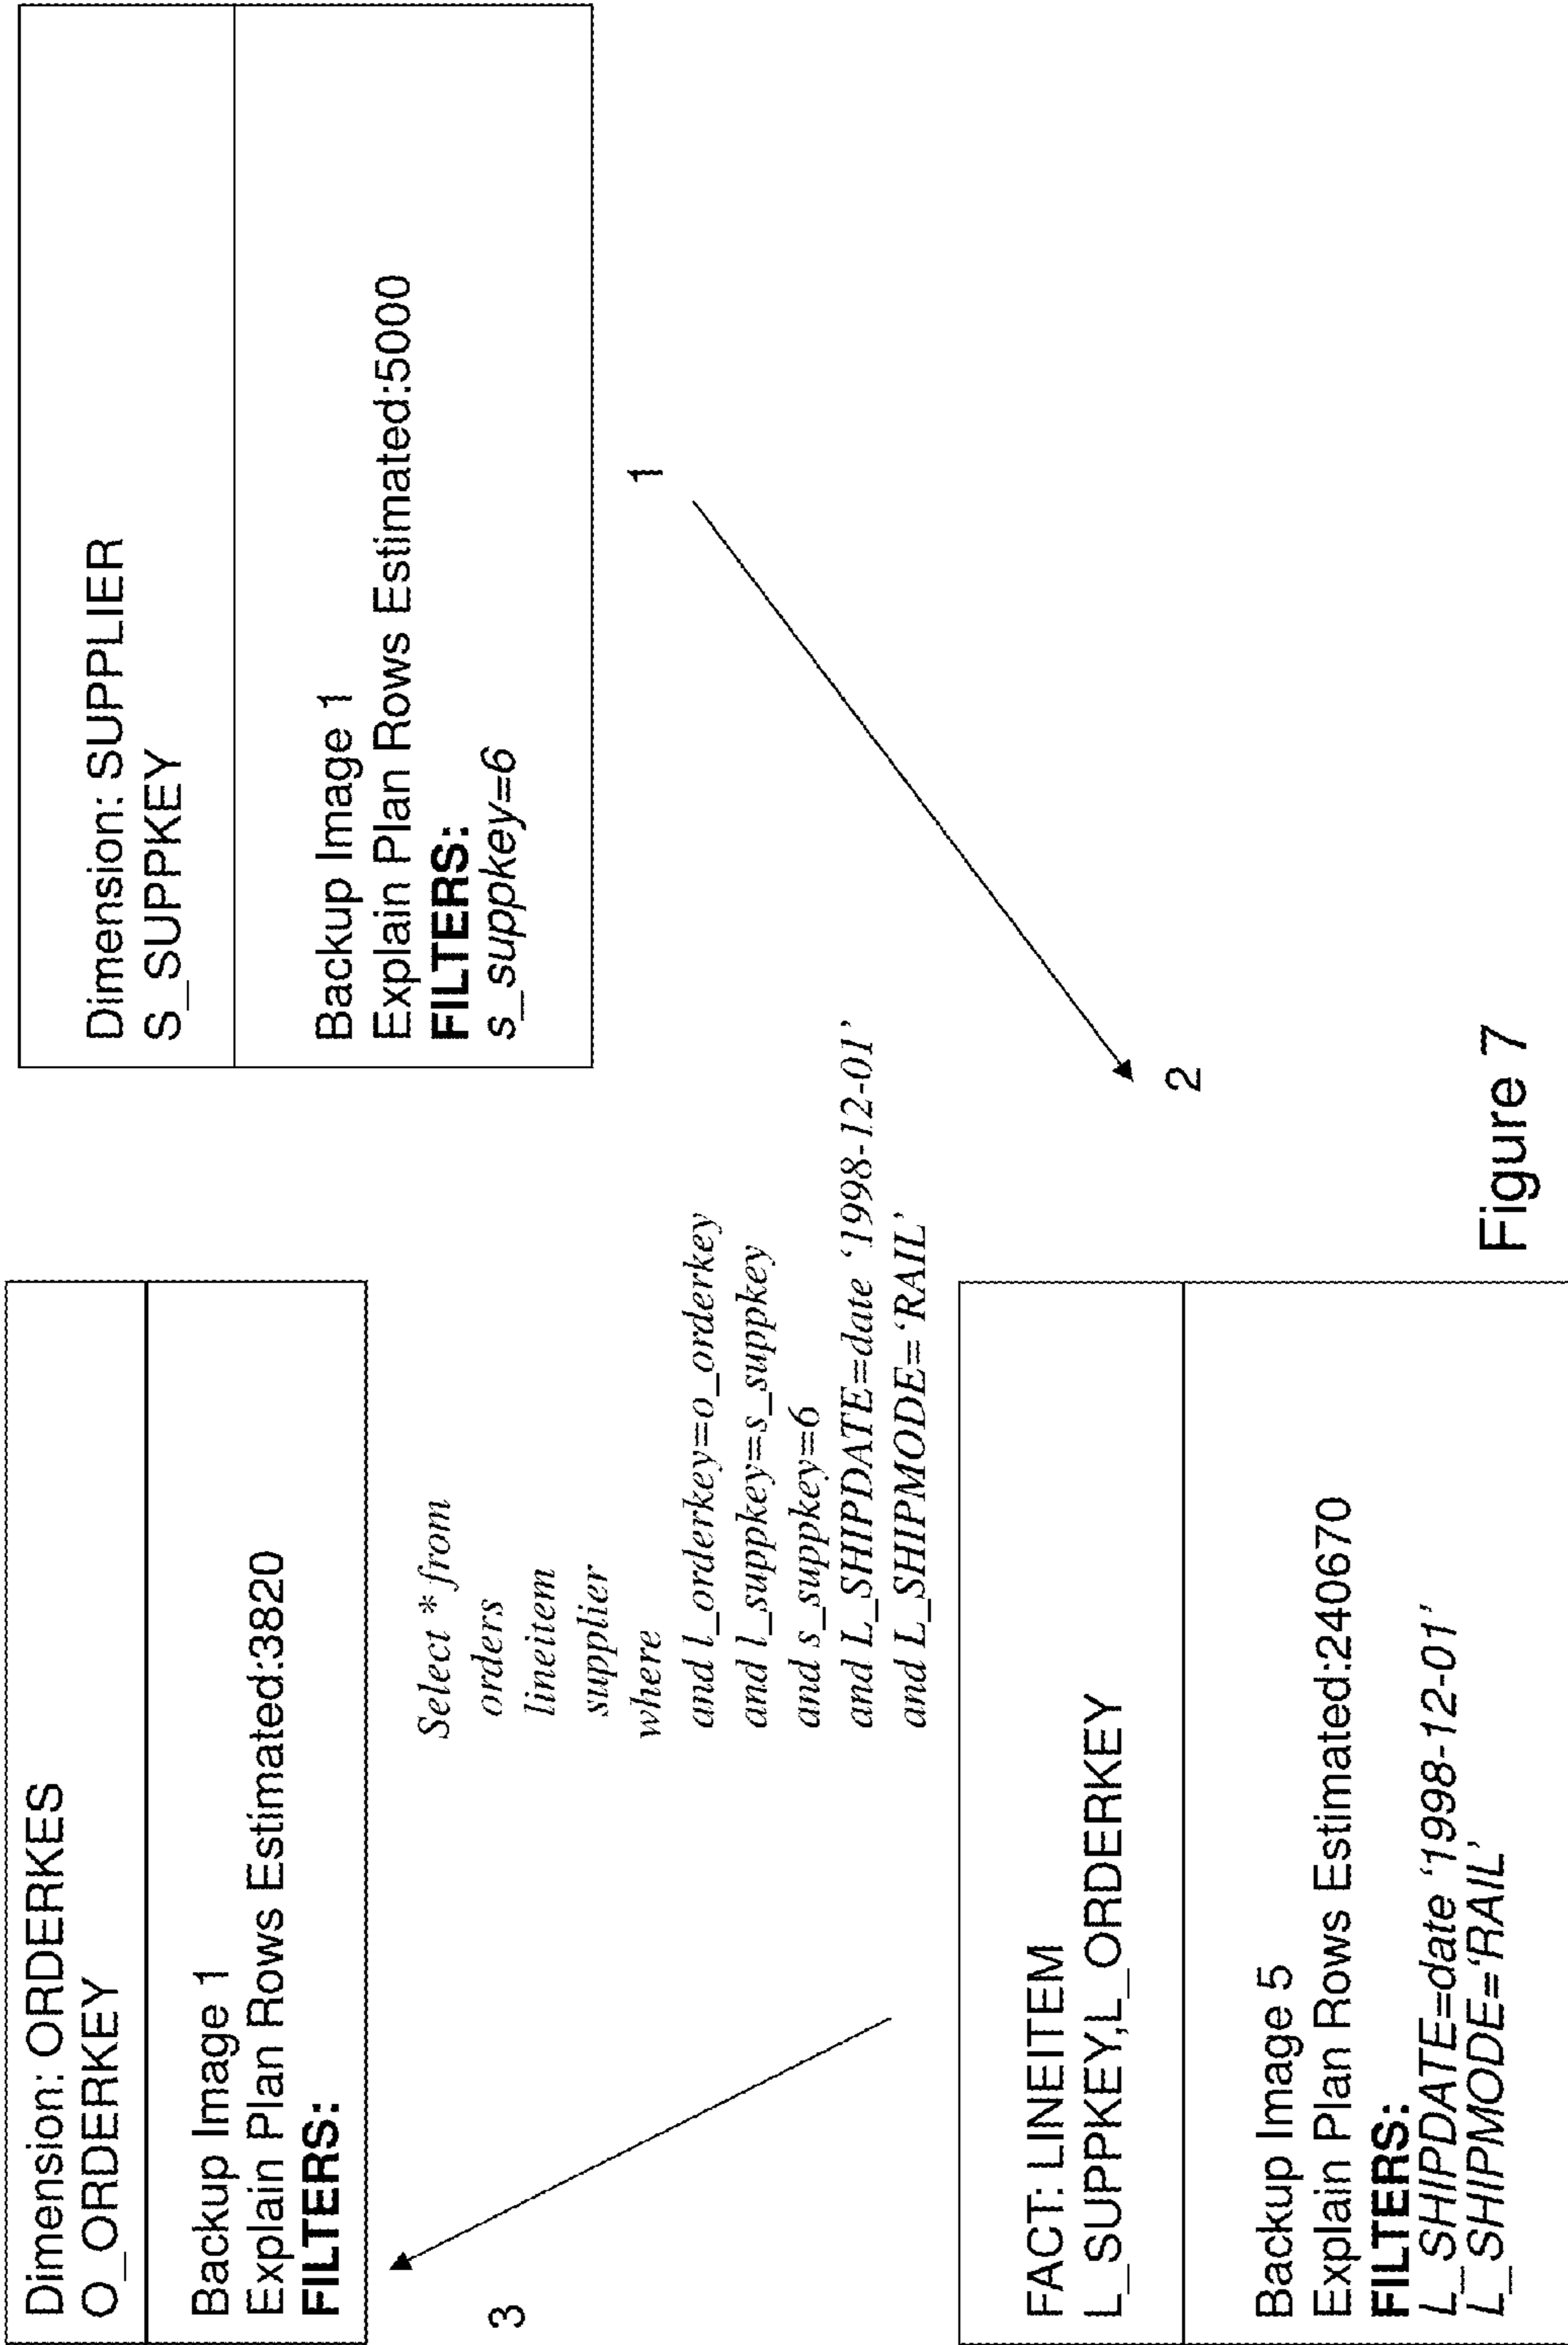 Dimension: ORDERKES
O_ORDERKEY
Backup Image 1
Explain Plan Rows Estimated:3820
FILTERS:
Dimension: SUPPLIER
S_SUPPKEY
Backup Image 1
Explain Plan Rows Estimated:5000
FILTERS:
s_suppkey=6
3
1
Select * from
orders
lineitem
supplier
where
and l_orderkey=o_orderkey
and l_suppkey=s_suppkey
and s_suppkey=6
and L_SHIPDATE=date ‘1998-12-01’
and L_SHIPMODE=‘RAIL’
FACT: LINEITEM
L_SUPPKEY,L_ORDERKEY
Backup Image 5
Explain Plan Rows Estimated:240670
FILTERS:
L_SHIPDATE=date ‘1998-12-01’
L_SHIPMODE=‘RAIL’
2
Figure 7